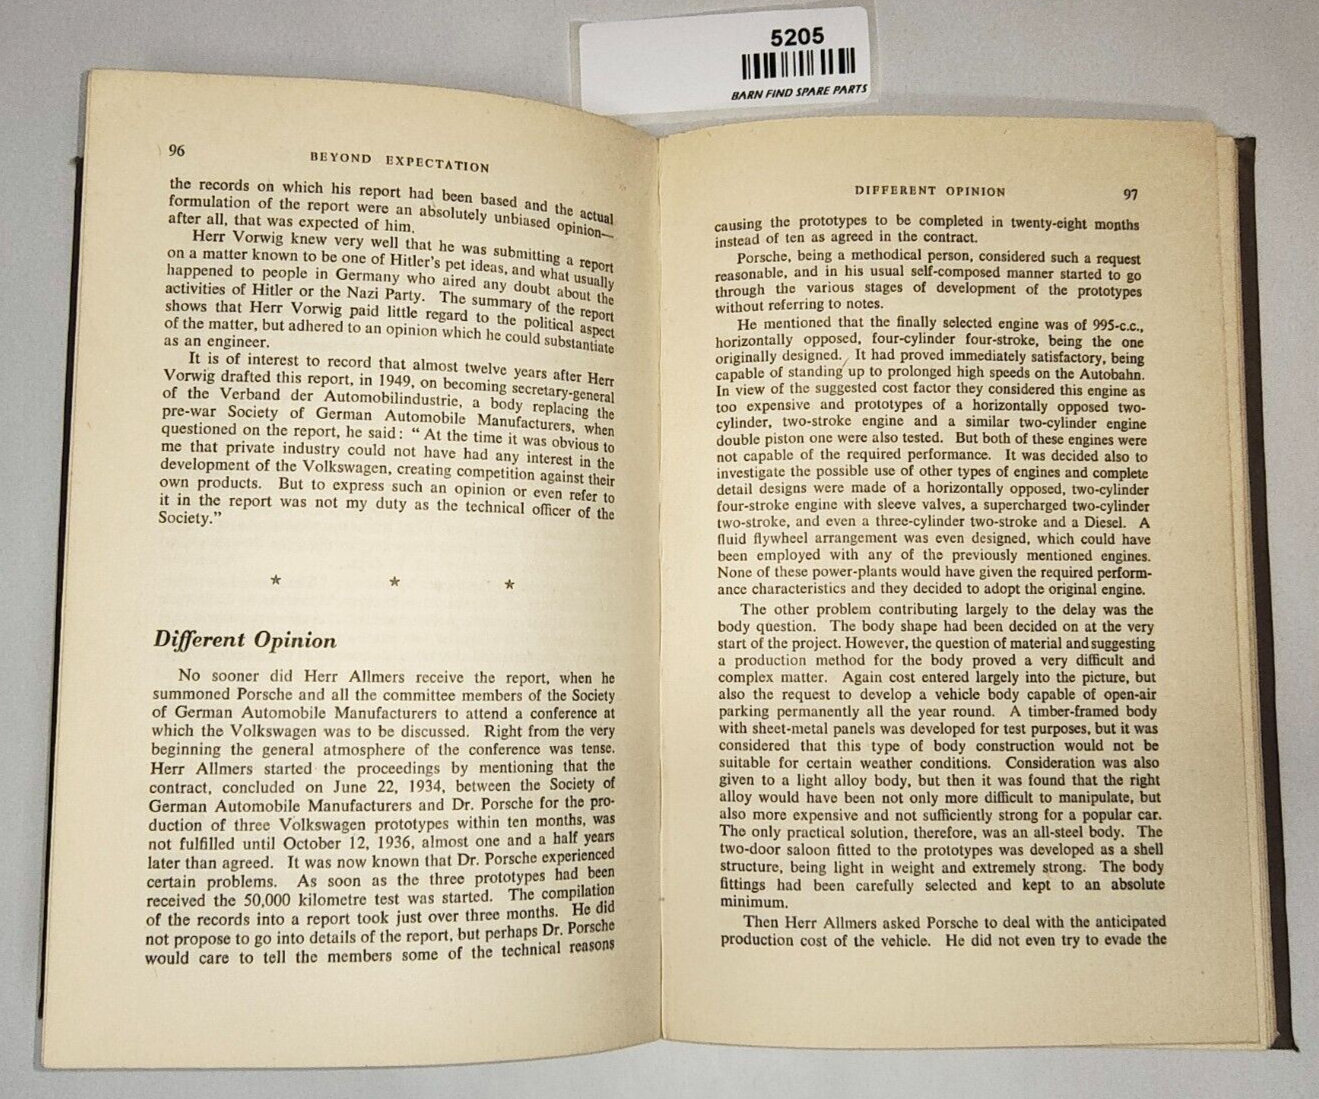 5205
BARN FIND SPARE PARTS
96
BEYOND EXPECTATION
the records on which his report had been based and the actual
formulation of the report were an absolutely unbiased opinion—
after all, that was expected of him.
Herr Vorwig knew very well that he was submitting a report
on a matter known to be one of Hitler's pet ideas, and what usually
happened to people in Germany who aired any doubt about the
activities of Hitler or the Nazi Party. The summary of the report
shows that Herr Vorwig paid little regard to the political aspect
of the matter, but adhered to an opinion which he could substantiate
as an engineer.
It is of interest to record that almost twelve years after Herr
Vorwig drafted this report, in 1949, on becoming secretary-general
of the Verband der Automobilindustrie, a body replacing the
pre-war Society of German Automobile Manufacturers, when
questioned on the report, he said: “ At the time it was obvious to
me that private industry could not have had any interest in the
development of the Volkswagen, creating competition against their
own products. But to express such an opinion or even refer to
it in the report was not my duty as the technical officer of the
Society.”
* * *
Different Opinion
No sooner did Herr Allmers receive the report, when he
summoned Porsche and all the committee members of the Society
of German Automobile Manufacturers to attend a conference at
which the Volkswagen was to be discussed. Right from the very
beginning the general atmosphere of the conference was tense.
Herr Allmers started the proceedings by mentioning that the
contract, concluded on June 22, 1934, between the Society of
German Automobile Manufacturers and Dr. Porsche for the pro-
duction of three Volkswagen prototypes within ten months, was
not fulfilled until October 12, 1936, almost one and a half years
later than agreed. It was now known that Dr. Porsche experienced
certain problems. As soon as the three prototypes had been
received the 50,000 kilometre test was started. The compilation
of the records into a report took just over three months. He did
not propose to go into details of the report, but perhaps Dr. Porsche
would care to tell the members some of the technical reasons
DIFFERENT OPINION
97
causing the prototypes to be completed in twenty-eight months
instead of ten as agreed in the contract.
Porsche, being a methodical person, considered such a request
reasonable, and in his usual self-composed manner started to go
through the various stages of development of the prototypes
without referring to notes.
He mentioned that the finally selected engine was of 995-c.c.,
horizontally opposed, four-cylinder four-stroke, being the one
originally designed. It had proved immediately satisfactory, being
capable of standing up to prolonged high speeds on the Autobahn.
In view of the suggested cost factor they considered this engine as
too expensive and prototypes of a horizontally opposed two-
cylinder, two-stroke engine and a similar two-cylinder engine
double piston one were also tested. But both of these engines were
not capable of the required performance. It was decided also to
investigate the possible use of other types of engines and complete
detail designs were made of a horizontally opposed, two-cylinder
four-stroke engine with sleeve valves, a supercharged two-cylinder
two-stroke, and even a three-cylinder two-stroke and a Diesel. A
fluid flywheel arrangement was even designed, which could have
been employed with any of the previously mentioned engines.
None of these power-plants would have given the required perform-
ance characteristics and they decided to adopt the original engine.
The other problem contributing largely to the delay was the
body question. The body shape had been decided on at the very
start of the project. However, the question of material and suggesting
a production method for the body proved a very difficult and
complex matter. Again cost entered largely into the picture, but
also the request to develop a vehicle body capable of open-air
parking permanently all the year round. A timber-framed body
with sheet-metal panels was developed for test purposes, but it was
considered that this type of body construction would not be
suitable for certain weather conditions. Consideration was also
given to a light alloy body, but then it was found that the right
alloy would have been not only more difficult to manipulate, but
also more expensive and not sufficiently strong for a popular car.
The only practical solution, therefore, was an all-steel body. The
two-door saloon fitted to the prototypes was developed as a shell
structure, being light in weight and extremely strong. The body
fittings had been carefully selected and kept to an absolute
minimum.
Then Herr Allmers asked Porsche to deal with the anticipated
production cost of the vehicle. He did not even try to evade the